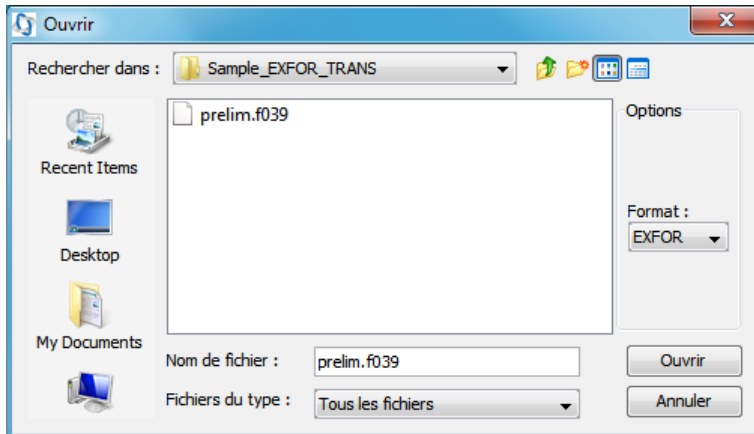 Ouvrir
Rechercher dans :
Sample_EXFOR_TRANS
Recent Items
Desktop
My Documents
prelim.f039
Options
Format :
EXFOR
Nom de fichier :
prelim.f039
Ouvrir
Fichiers du type :
Tous les fichiers
Annuler